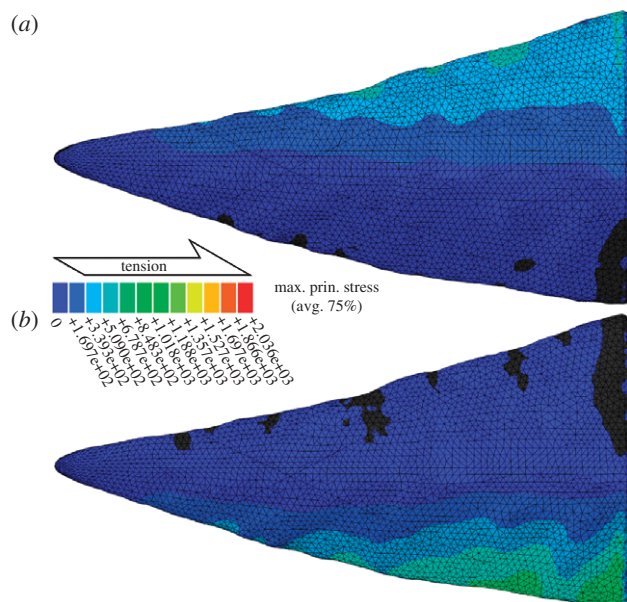 (a)
tension
max. prin. stress
(avg. 75%)
(b)
0
+1.697e+02
+3.393e+02
+5.090e+02
+6.787e+02
+8.483e+02
+1.018e+03
+1.188e+03
+1.357e+03
+1.527e+03
+1.697e+03
+1.866e+03
+2.036e+03